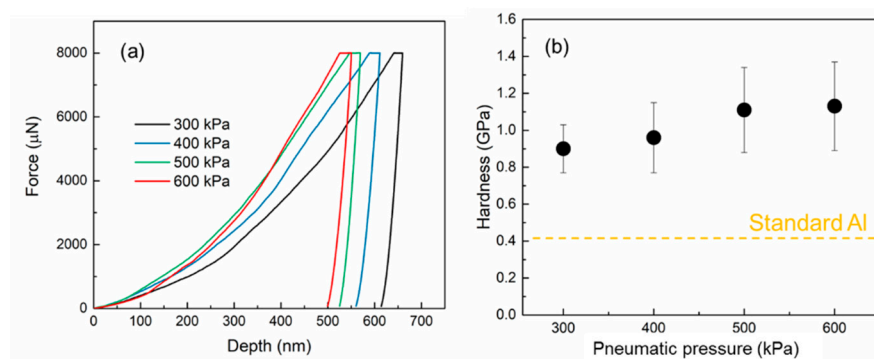 (a)
8000
6000
4000
2000
0
Force (µN)
300 kPa
400 kPa
500 kPa
600 kPa
0 100 200 300 400 500 600 700
Depth (nm)
(b)
1.6
1.4
1.2
1.0
0.8
0.6
0.4
0.2
0.0
Hardness (GPa)
Standard Al
300 400 500 600
Pneumatic pressure (kPa)